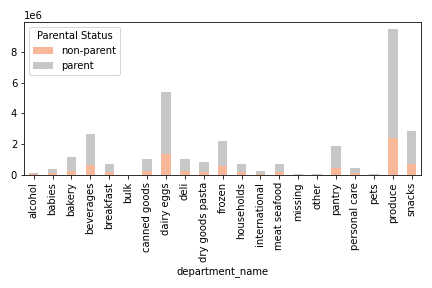 1e6
Parental Status
non-parent
parent
8
6
4
2
0
alcohol
babies
bakery
beverages
breakfast
bulk
canned goods
dairy eggs
deli
dry goods pasta
frozen
households
international
meat seafood
missing
other
pantry
personal care
pets
produce
snacks
department_name